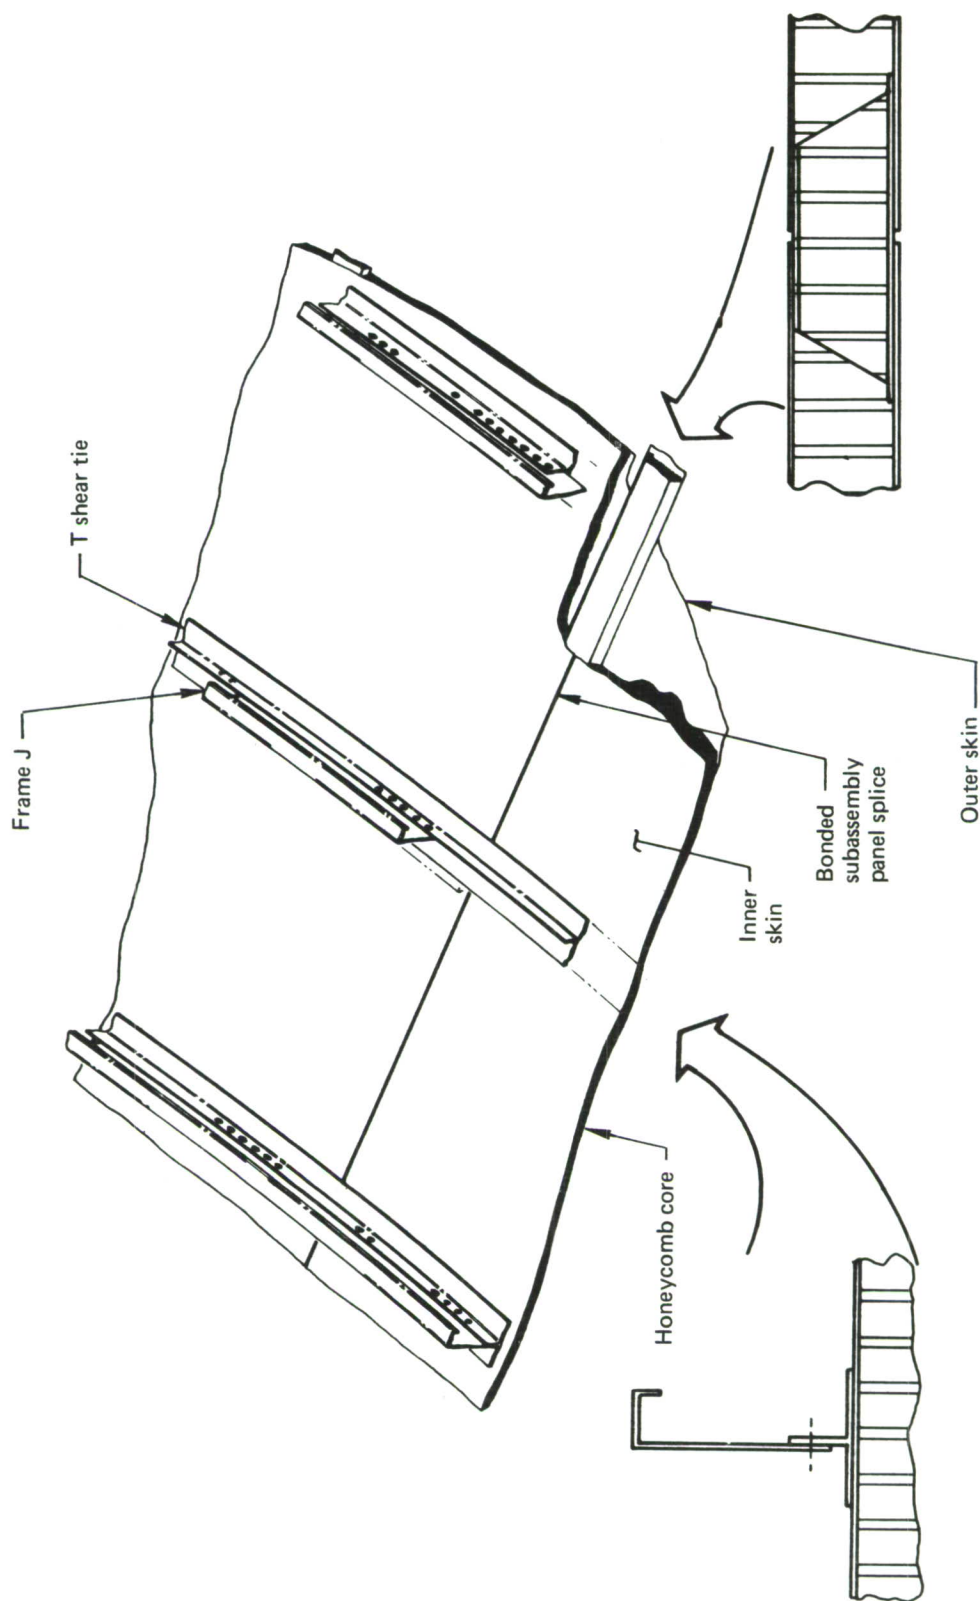 Frame J
T shear tie
Honeycomb core
Inner
skin
Bonded
subassembly
panel splice
Outer skin